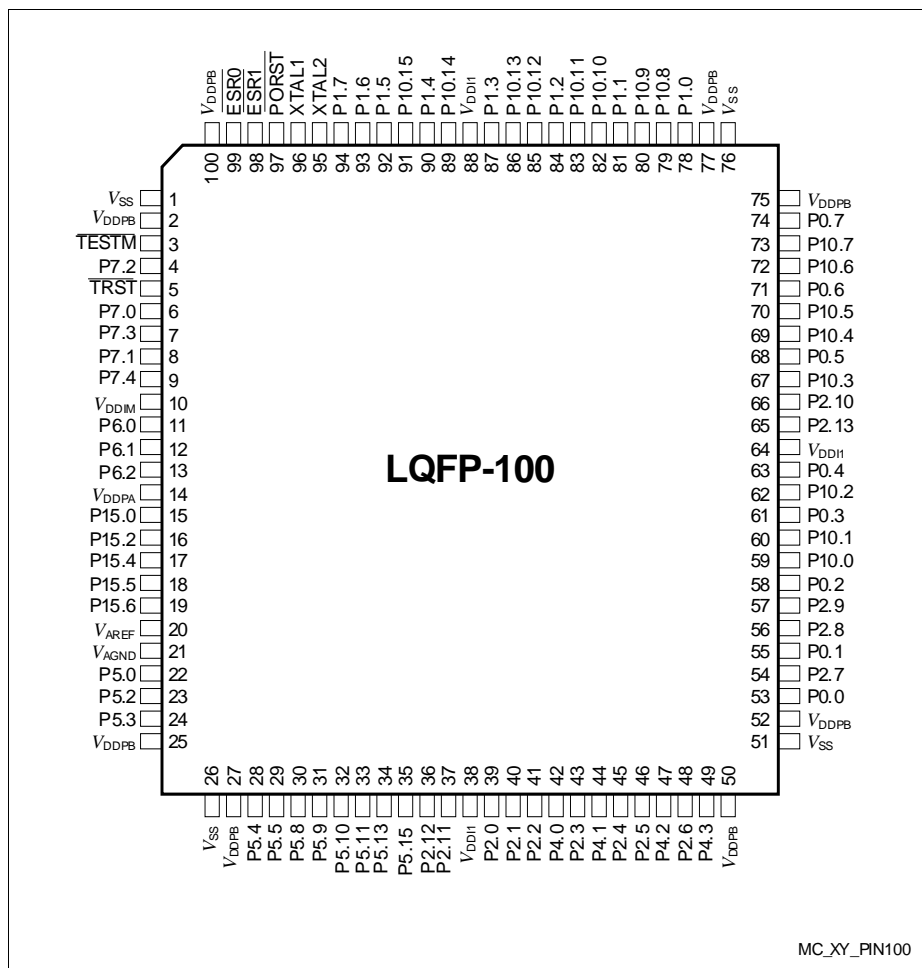 VDDPB
ESR0
ESR1
PORST
XTAL1
XTAL2
P1.7
P1.6
P1.5
P10.15
P1.4
P10.14
VDDI1
P1.3
P10.13
P10.12
P1.2
P10.11
P10.10
P1.1
P10.9
P10.8
P1.0
VDDPB
VSS
100 99 98 97 96 95 94 93 92 91 90 89 88 87 86 85 84 83 82 81 80 79 78 77 76
VSS 1
VDDPB 2
TESTM 3
P7.2 4
TRST 5
P7.0 6
P7.3 7
P7.1 8
P7.4 9
VDDIM 10
P6.0 11
P6.1 12
P6.2 13
VDDPA 14
P15.0 15
P15.2 16
P15.4 17
P15.5 18
P15.6 19
VAREF 20
VAGND 21
P5.0 22
P5.2 23
P5.3 24
VDDPB 25
LQFP-100
75 VDDPB
74 P0.7
73 P10.7
72 P10.6
71 P0.6
70 P10.5
69 P10.4
68 P0.5
67 P10.3
66 P2.10
65 P2.13
64 VDDI1
63 P0.4
62 P10.2
61 P0.3
60 P10.1
59 P10.0
58 P0.2
57 P2.9
56 P2.8
55 P0.1
54 P2.7
53 P0.0
52 VDDPB
51 VSS
26 27 28 29 30 31 32 33 34 35 36 37 38 39 40 41 42 43 44 45 46 47 48 49 50
VSS
VDDPB
P5.4
P5.5
P5.8
P5.9
P5.10
P5.11
P5.13
P5.15
P2.12
P2.11
VDDI1
P2.0
P2.1
P2.2
P4.0
P2.3
P4.1
P2.4
P2.5
P4.2
P2.6
P4.3
VDDPB
MC_XY_PIN100